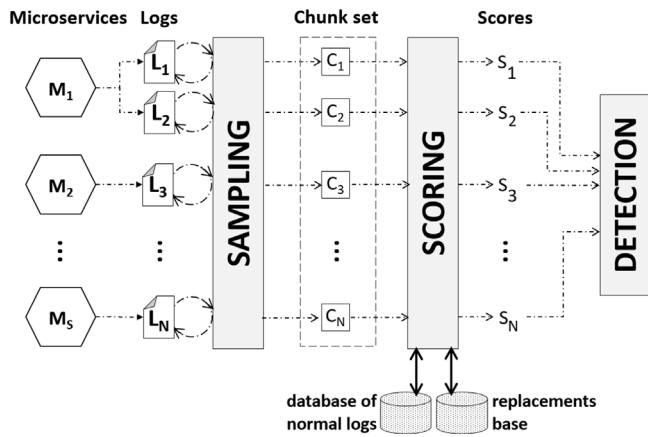 Microservices Logs Chunk set Scores
M1 L1 C1 S1
L2 C2 S2
M2 L3 C3 S3
SAMPLING SCORING DETECTION
... ... ... ...
MS LN CN SN
database of
normal logs
replacements
base